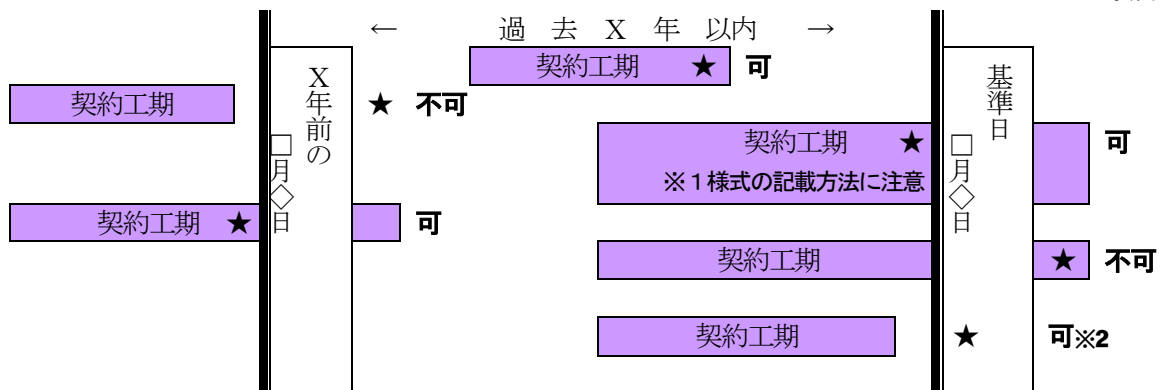 ←　過　去　Ｘ　年　以内　→
契約工期　★　可
契約工期
★　不可
Ｘ年前の
□月◇日
基準日
□月◇日
契約工期　★
※１様式の記載方法に注意
可
契約工期　★
可
契約工期
★　不可
契約工期
★　可※2